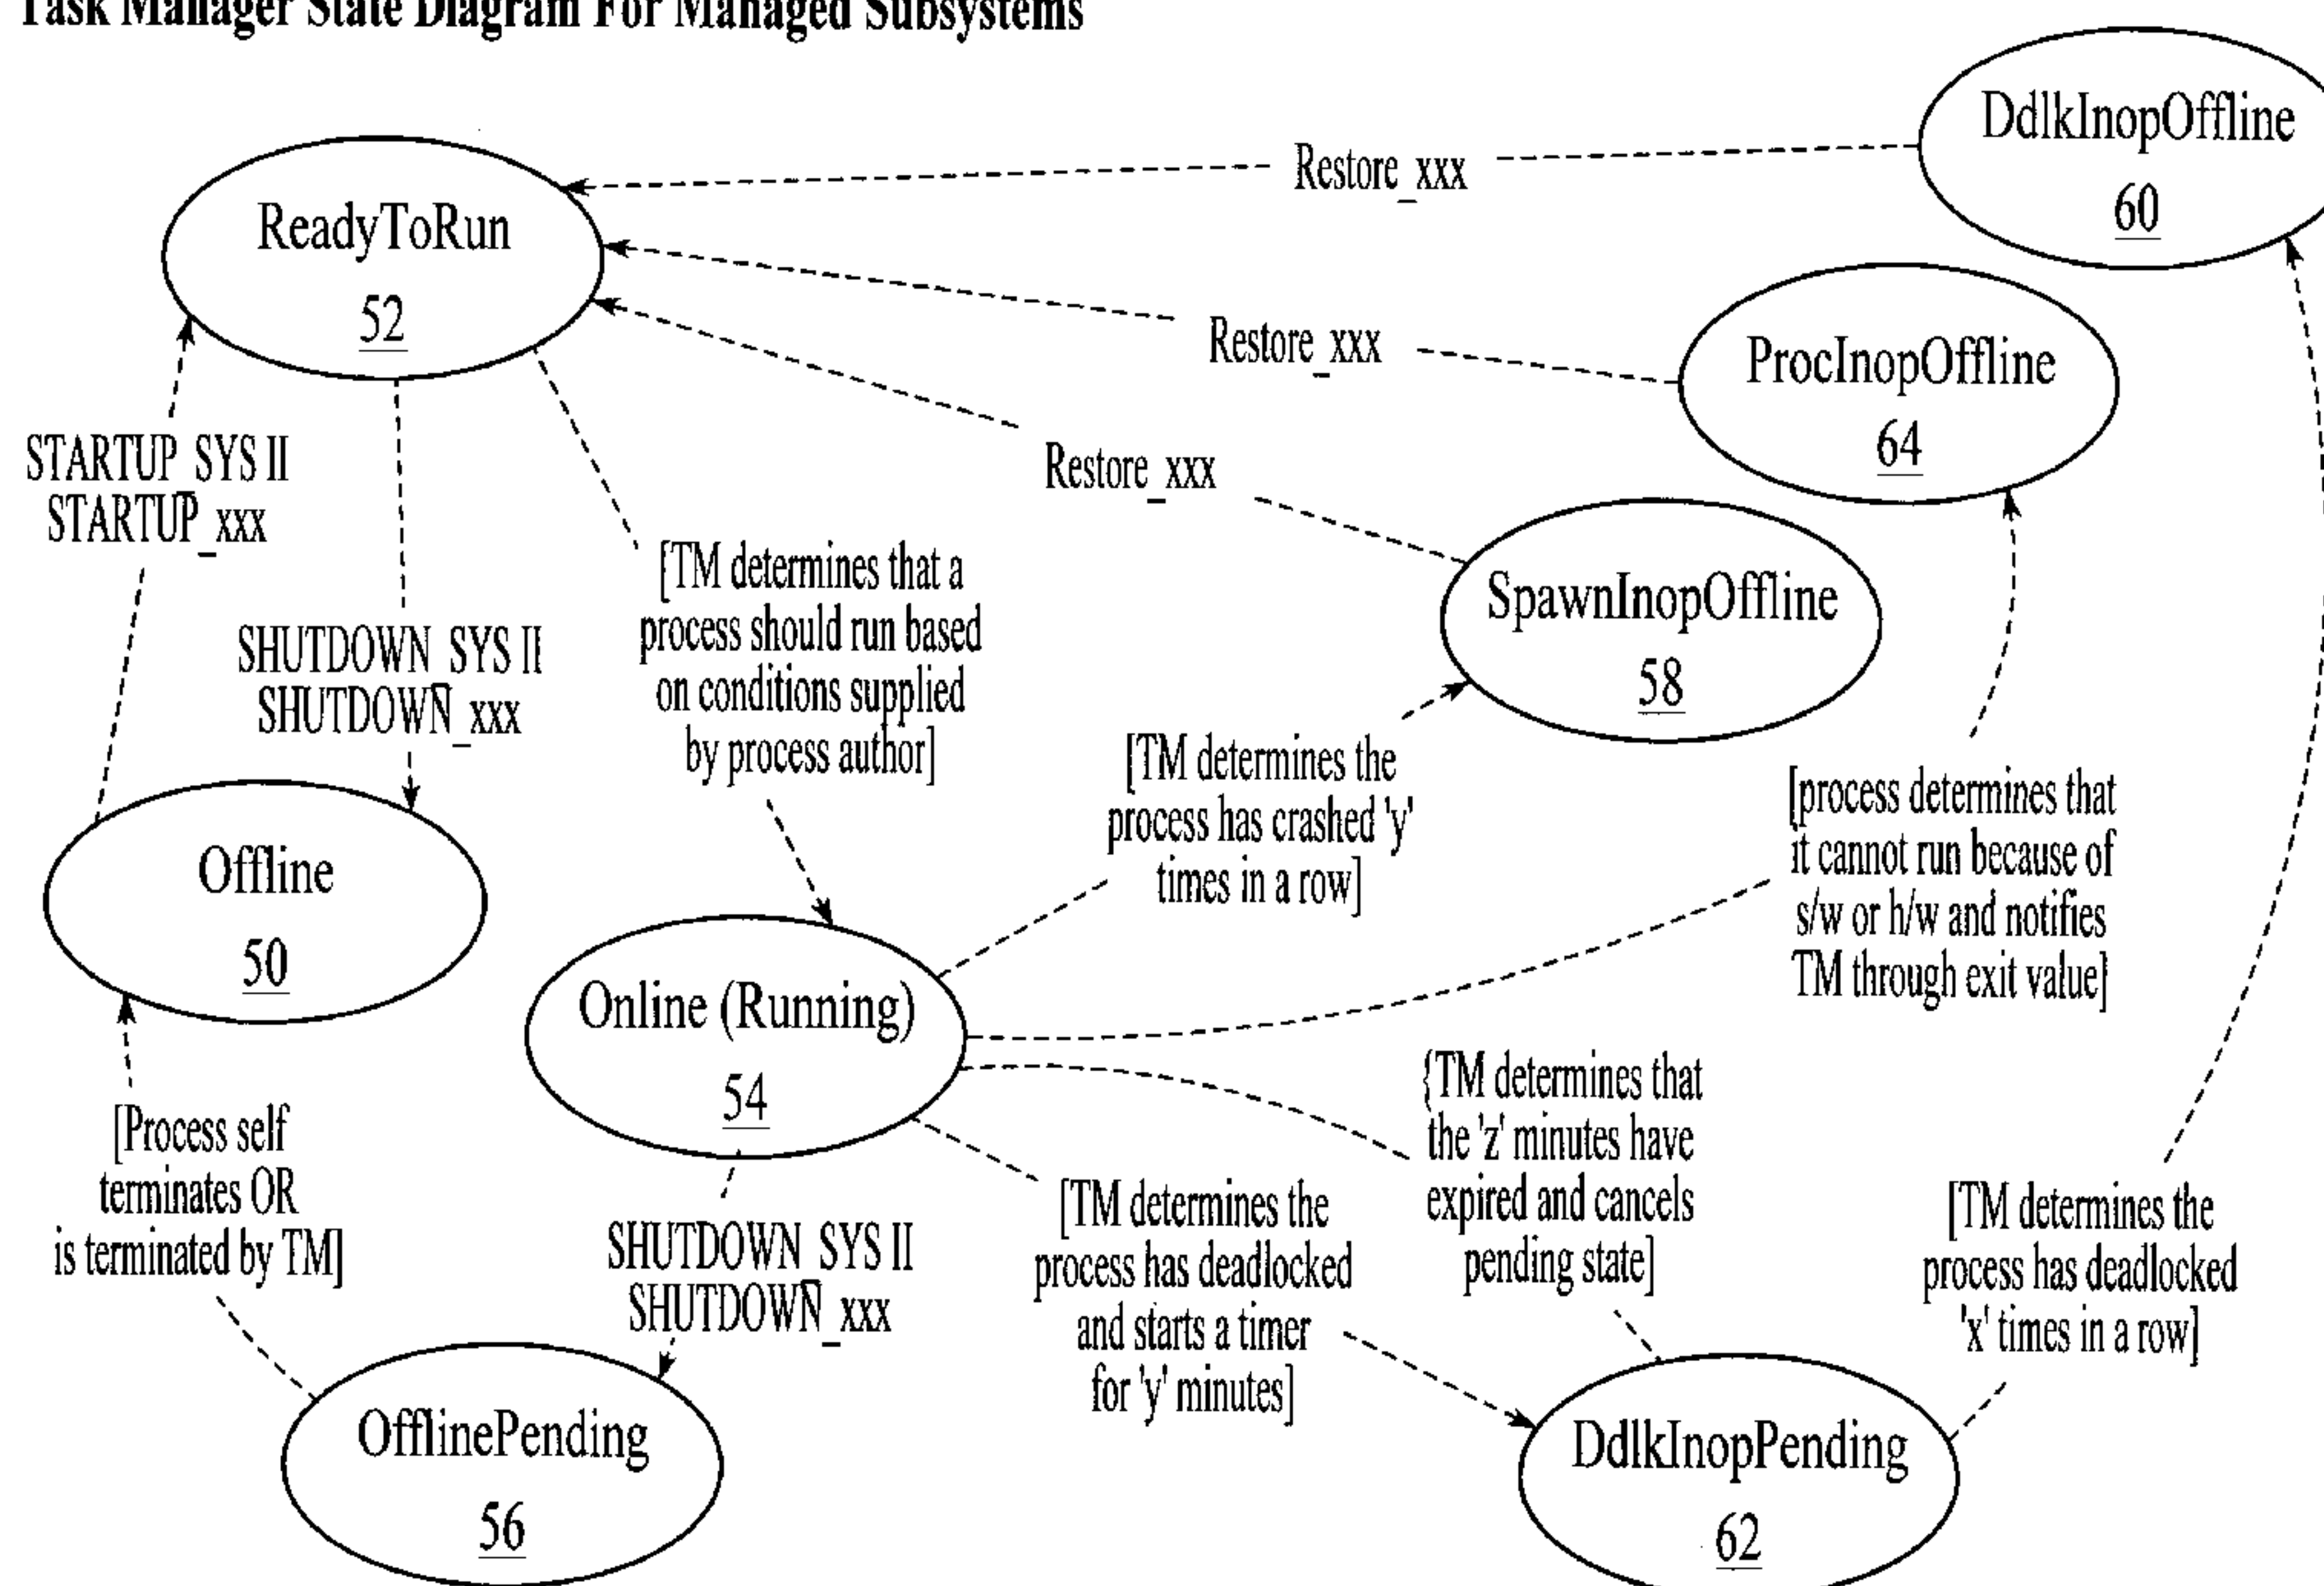 Task Manager State Diagram For Managed Subsystems
DdlkInopOffline
60
Restore_xxx
ReadyToRun
52
Restore_xxx
ProcInopOffline
64
STARTUP_SYS II
STARTUP_xxx
Restore_xxx
SHUTDOWN_SYS II
SHUTDOWN_xxx
[TM determines that a
process should run based
on conditions supplied
by process author]
SpawnInopOffline
58
[TM determines the
process has crashed 'y'
times in a row]
[process determines that
it cannot run because of
s/w or h/w and notifies
TM through exit value]
Offline
50
Online (Running)
54
[Process self
terminates OR
is terminated by TM]
SHUTDOWN_SYS II
SHUTDOWN_xxx
[TM determines the
process has deadlocked
and starts a timer
for 'y' minutes]
{TM determines that
the 'z' minutes have
expired and cancels
pending state]
[TM determines the
process has deadlocked
'x' times in a row]
OfflinePending
56
DdlkInopPending
62